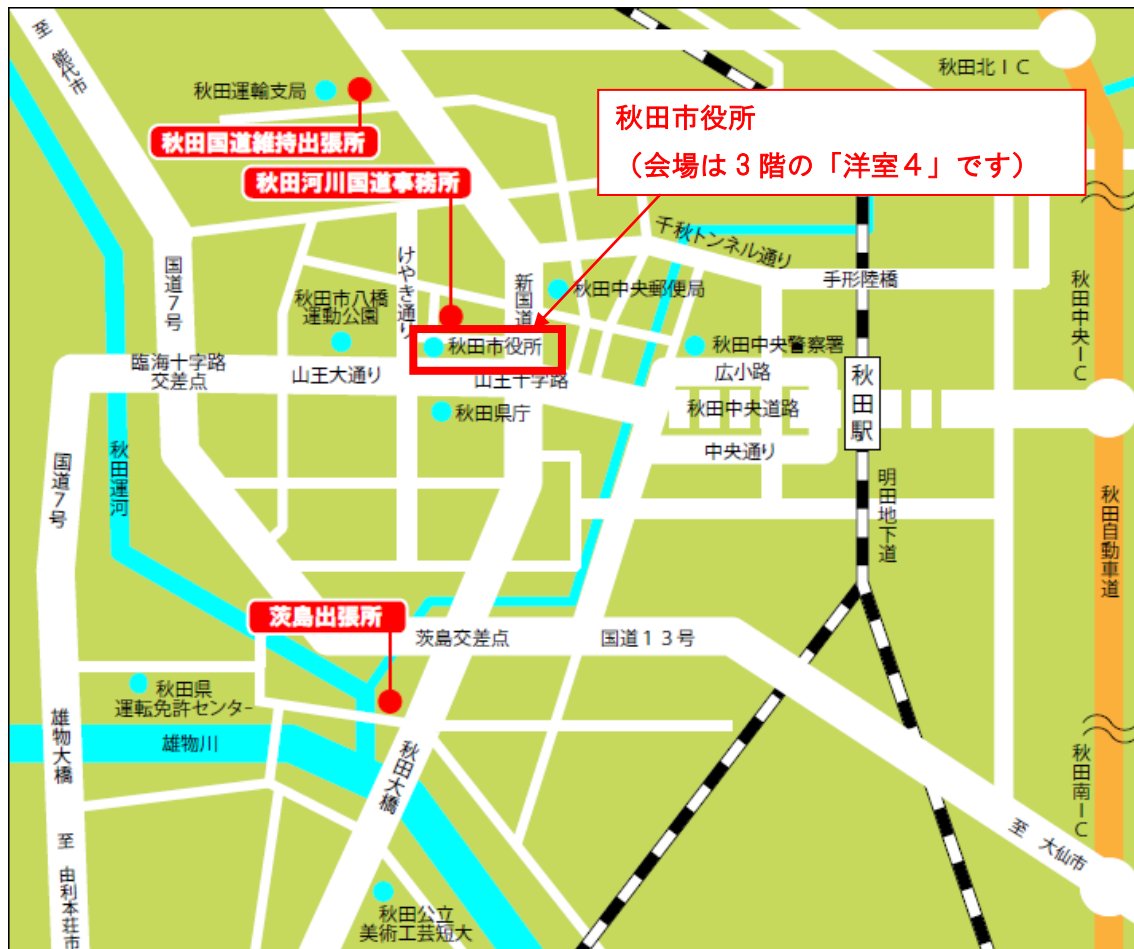 至 能代市
秋田運輸支局
秋田北ＩＣ
秋田国道維持出張所
秋田河川国道事務所
秋田市役所
（会場は３階の「洋室４」です）
千秋トンネル通り
手形陸橋
国道７号
けやき通り
新国道
秋田中央郵便局
秋田市八橋
運動公園
秋田中央ＩＣ
秋田市役所
秋田中央警察署
臨海十字路
交差点
山王大通り
山王十字路
広小路
秋田駅
秋田県庁
秋田中央道路
中央通り
国道７号
秋田運河
明田地下道
秋田自動車道
茨島出張所
茨島交差点
国道１３号
秋田県
運転免許センター
雄物大橋
雄物川
秋田大橋
秋田南ＩＣ
至 大仙市
至 由利本荘市
秋田公立
美術工芸短大